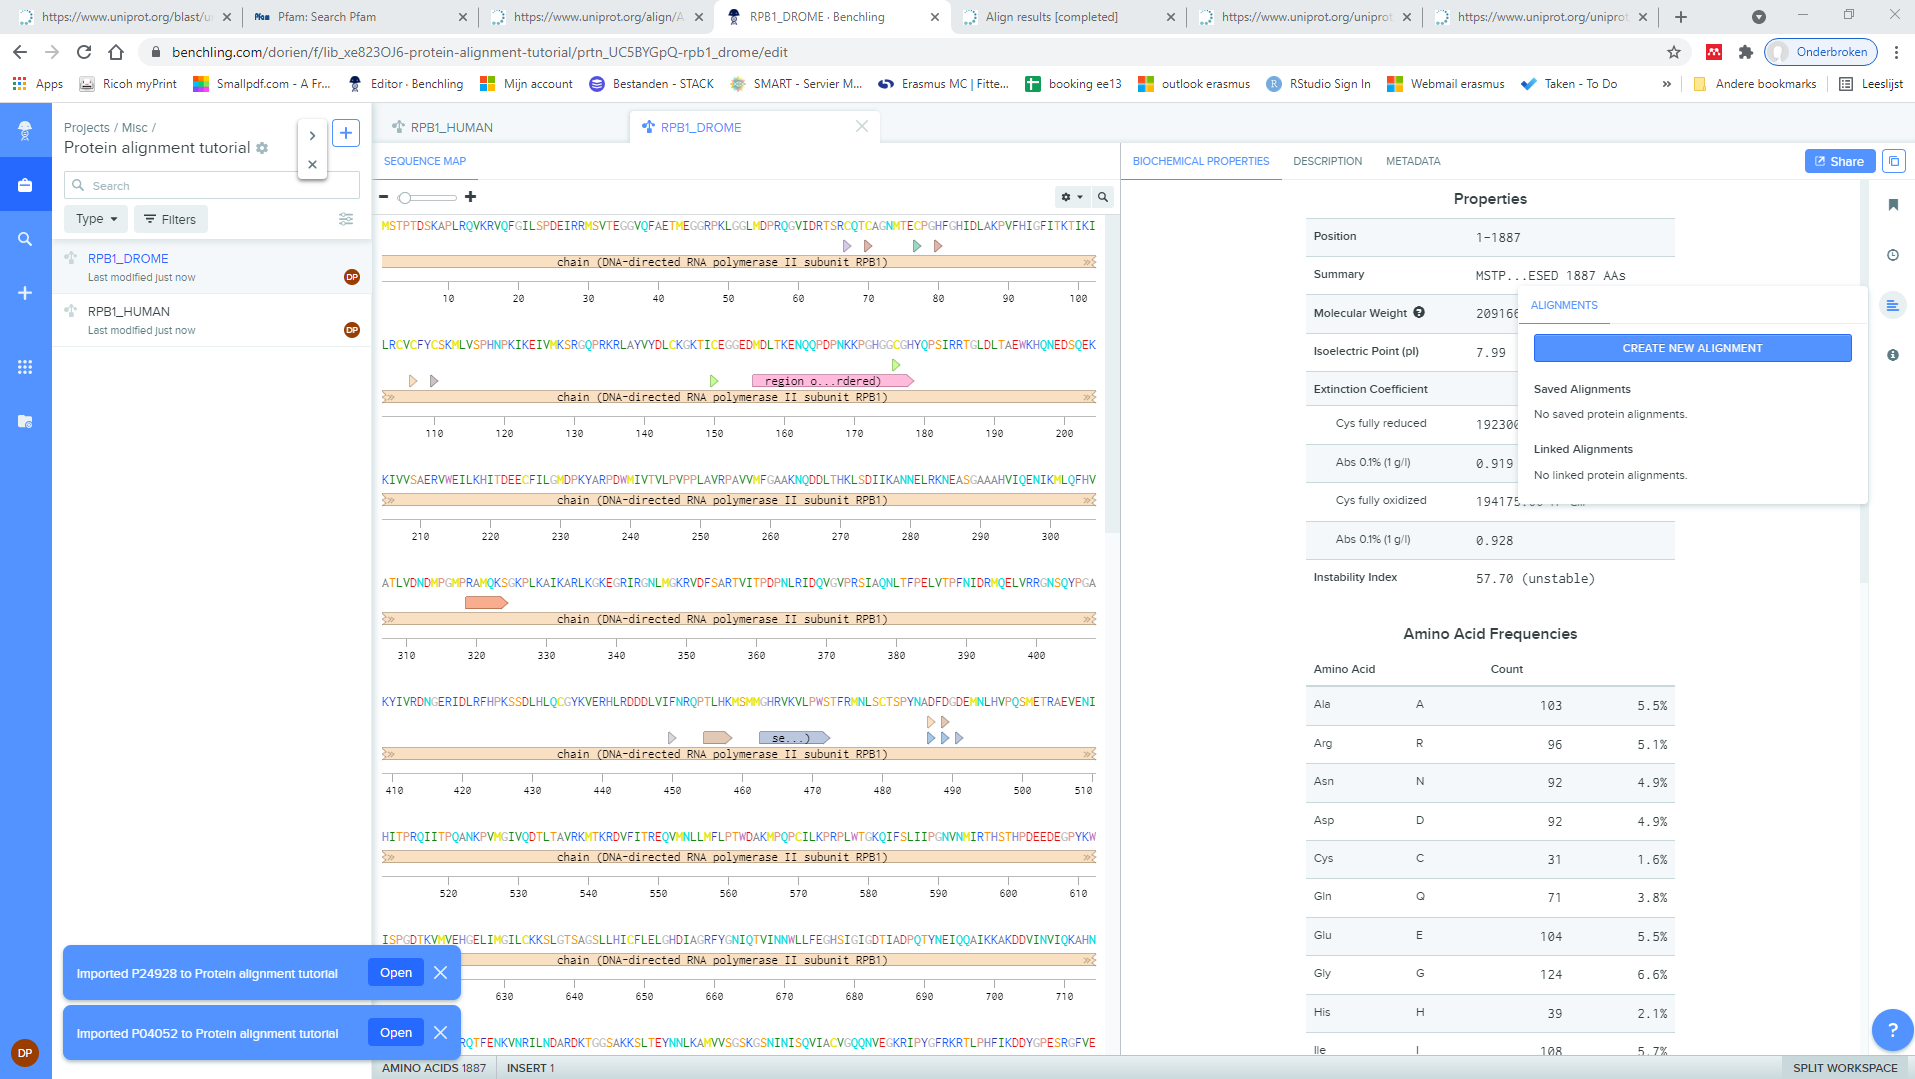 https://www.uniprot.org/blast/u
Pfam: Search Pfam
https://www.uniprot.org/align/A
RPB1_DROME · Benchling
Align results [completed]
https://www.uniprot.org/uniprot
https://www.uniprot.org/uniprot
benchling.com/dorien/f/lib_xe823OJ6-protein-alignment-tutorial/prtn_UC5BYGpQ-rpb1_drome/edit
Onderbroken
Apps
Ricoh myPrint
Smallpdf.com - A Fr...
Editor · Benchling
Mijn account
Bestanden - STACK
SMART - Servier M...
Erasmus MC | Fitte...
booking ee13
outlook erasmus
RStudio Sign In
Webmail erasmus
Taken - To Do
»
Andere bookmarks
Leeslijst
Projects / Misc /
Protein alignment tutorial
Search
Type
Filters
RPB1_DROME
Last modified just now
DP
RPB1_HUMAN
Last modified just now
DP
RPB1_HUMAN
RPB1_DROME
SEQUENCE MAP
MSTPTDSKAPLRQVKRVQFGILSPDEIRRMSVTEGGVQFAETMEGGRPKLGGLMDPRQGVIDRTSRCQTCAGNMTECPGHFGHIDLAKPVFHIGFITKTIKI
chain (DNA-directed RNA polymerase II subunit RPB1)
10 20 30 40 50 60 70 80 90 100
LRCVCFYCSKMLVSPHNPKIKEIVMKSRGQPRKRLAYVYDLCKGKTICEGGEDMDLTKENQQPDPNKKPGHGGCGHYQPSIRRTGLDLTAEWKHQNEDSQEK
region o...rdered)
chain (DNA-directed RNA polymerase II subunit RPB1)
110 120 130 140 150 160 170 180 190 200
KIVVSAERVWEILKHITDEECFILGMDPKYARPDWMIVTVLPVPPLAVRPAVVMFGAAKNQDDLTHKLSDIIKANNELRKNEASGAAAHVIQENIKMLQFHV
chain (DNA-directed RNA polymerase II subunit RPB1)
210 220 230 240 250 260 270 280 290 300
ATLVDNDMPGMPRAMQKSGKPLKAIKARLKGKEGRIRGNLMGKRVDFSARTVITPDPNLRIDQVGVPRSIAQNLTFPELVTPFNIDRMQELVRRGNSQYPGA
chain (DNA-directed RNA polymerase II subunit RPB1)
310 320 330 340 350 360 370 380 390 400
KYIVRDNGERIDLRFHPKSSDLHLQCGYKVERHLRDDDLVIFNRQPTLHKMSMMGHRVKVLPWSTFRMNLSCTSPYNADFDGDEMNLHVPQSMETRAEVENI
se...)
chain (DNA-directed RNA polymerase II subunit RPB1)
410 420 430 440 450 460 470 480 490 500 510
HITPRQIITPQANKPVMGIVQDTLTAVRKMTKRDVFITREQVMNLLMFLPTWDAKMPQPCILKPRPLWTGKQIFSLIIPGNVNMIRTHSTHPDEEDEGPYKW
chain (DNA-directed RNA polymerase II subunit RPB1)
520 530 540 550 560 570 580 590 600 610
ISPGDTKVMVEHGELIMGILCKKSLGTSAGSLLHICFLELGHDIAGRFYGNIQTVINNWLLFEGHSIGIGDTIADPQTYNEIQQAIKKAKDDVINVIQKAHN
chain (DNA-directed RNA polymerase II subunit RPB1)
630 640 650 660 670 680 690 700 710
RQTFENKVNRILNDARDKTGGSAKKSLTEYNNLKAMVVSGSKGSNINISQVIACVGQQNVEGKRIPYGFRKRTLPHFIKDDYGPESRGFVE
AMINO ACIDS 1887
INSERT 1
SPLIT WORKSPACE
Imported P24928 to Protein alignment tutorial
Open
Imported P04052 to Protein alignment tutorial
Open
DP
BIOCHEMICAL PROPERTIES
DESCRIPTION
METADATA
Share
Properties
Position 1-1887
Summary MSTP...ESED 1887 AAs
Molecular Weight 209166
Isoelectric Point (pI) 7.99
Extinction Coefficient
Cys fully reduced 192300
Abs 0.1% (1 g/l) 0.919
Cys fully oxidized 194175
Abs 0.1% (1 g/l) 0.928
Instability Index 57.70 (unstable)
ALIGNMENTS
CREATE NEW ALIGNMENT
Saved Alignments
No saved protein alignments.
Linked Alignments
No linked protein alignments.
Amino Acid Frequencies
Amino Acid Count
Ala A 103 5.5%
Arg R 96 5.1%
Asn N 92 4.9%
Asp D 92 4.9%
Cys C 31 1.6%
Gln Q 71 3.8%
Glu E 104 5.5%
Gly G 124 6.6%
His H 39 2.1%
Ile I 108 5.7%
?